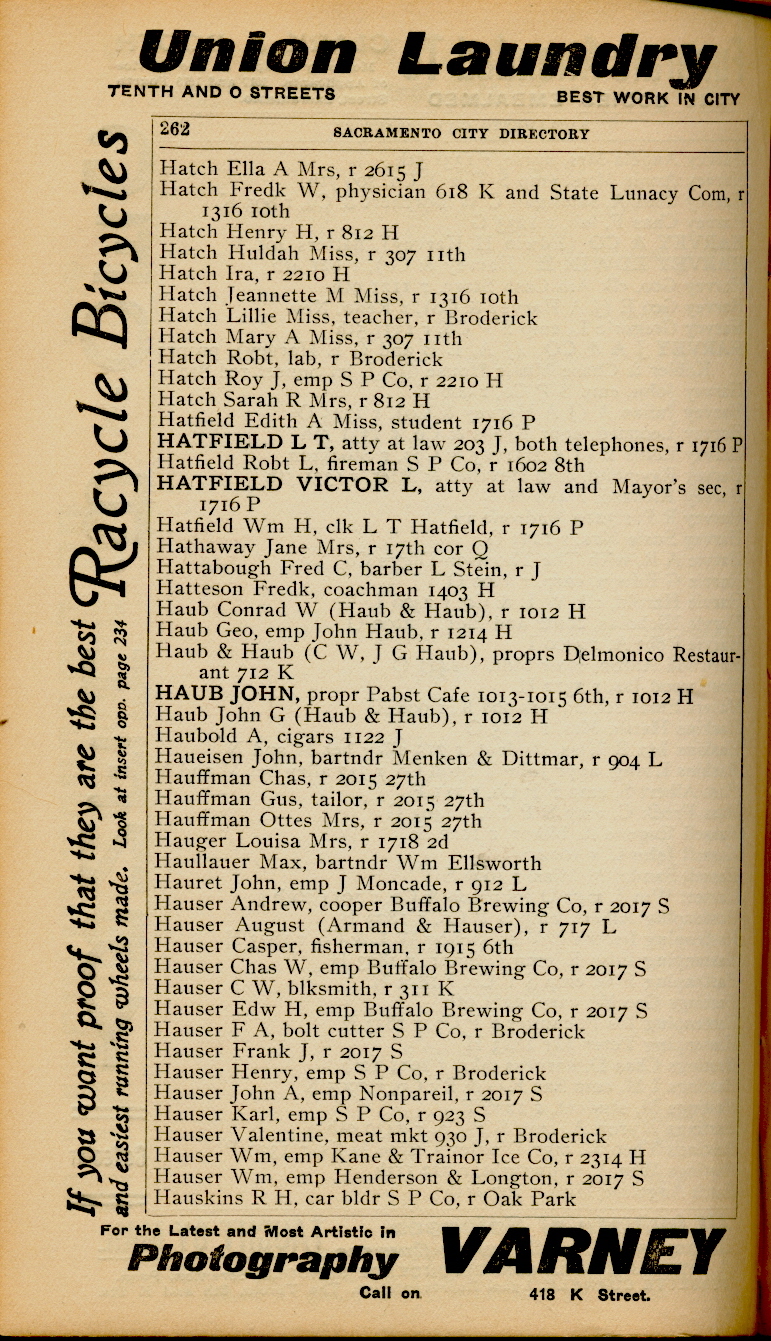 Union Laundry
TENTH AND O STREETS
BEST WORK IN CITY
If you want proof that they are the best Racycle Bicycles
and easiest running wheels made. Look at insert opp. page 234
262
SACRAMENTO CITY DIRECTORY
Hatch Ella A Mrs, r 2615 J
Hatch Fredk W, physician 618 K and State Lunacy Com, r
1316 10th
Hatch Henry H, r 812 H
Hatch Huldah Miss, r 307 11th
Hatch Ira, r 2210 H
Hatch Jeannette M Miss, r 1316 10th
Hatch Lillie Miss, teacher, r Broderick
Hatch Mary A Miss, r 307 11th
Hatch Robt, lab, r Broderick
Hatch Roy J, emp S P Co, r 2210 H
Hatch Sarah R Mrs, r 812 H
Hatfield Edith A Miss, student 1716 P
HATFIELD L T, atty at law 203 J, both telephones, r 1716 P
Hatfield Robt L, fireman S P Co, r 1602 8th
HATFIELD VICTOR L, atty at law and Mayor's sec, r
1716 P
Hatfield Wm H, clk L T Hatfield, r 1716 P
Hathaway Jane Mrs, r 17th cor Q
Hattabough Fred C, barber L Stein, r J
Hatteson Fredk, coachman 1403 H
Haub Conrad W (Haub & Haub), r 1012 H
Haub Geo, emp John Haub, r 1214 H
Haub & Haub (C W, J G Haub), proprs Delmonico Restaur-
ant 712 K
HAUB JOHN, propr Pabst Cafe 1013-1015 6th, r 1012 H
Haub John G (Haub & Haub), r 1012 H
Haubold A, cigars 1122 J
Haueisen John, bartndr Menken & Dittmar, r 904 L
Hauffman Chas, r 2015 27th
Hauffman Gus, tailor, r 2015 27th
Hauffman Ottes Mrs, r 2015 27th
Hauger Louisa Mrs, r 1718 2d
Haullauer Max, bartndr Wm Ellsworth
Hauret John, emp J Moncade, r 912 L
Hauser Andrew, cooper Buffalo Brewing Co, r 2017 S
Hauser August (Armand & Hauser), r 717 L
Hauser Casper, fisherman, r 1915 6th
Hauser Chas W, emp Buffalo Brewing Co, r 2017 S
Hauser C W, blksmith, r 311 K
Hauser Edw H, emp Buffalo Brewing Co, r 2017 S
Hauser F A, bolt cutter S P Co, r Broderick
Hauser Frank J, r 2017 S
Hauser Henry, emp S P Co, r Broderick
Hauser John A, emp Nonpareil, r 2017 S
Hauser Karl, emp S P Co, r 923 S
Hauser Valentine, meat mkt 930 J, r Broderick
Hauser Wm, emp Kane & Trainor Ice Co, r 2314 H
Hauser Wm, emp Henderson & Longton, r 2017 S
Hauskins R H, car bldr S P Co, r Oak Park
For the Latest and Most Artistic in
Photography VARNEY
Call on 418 K Street.